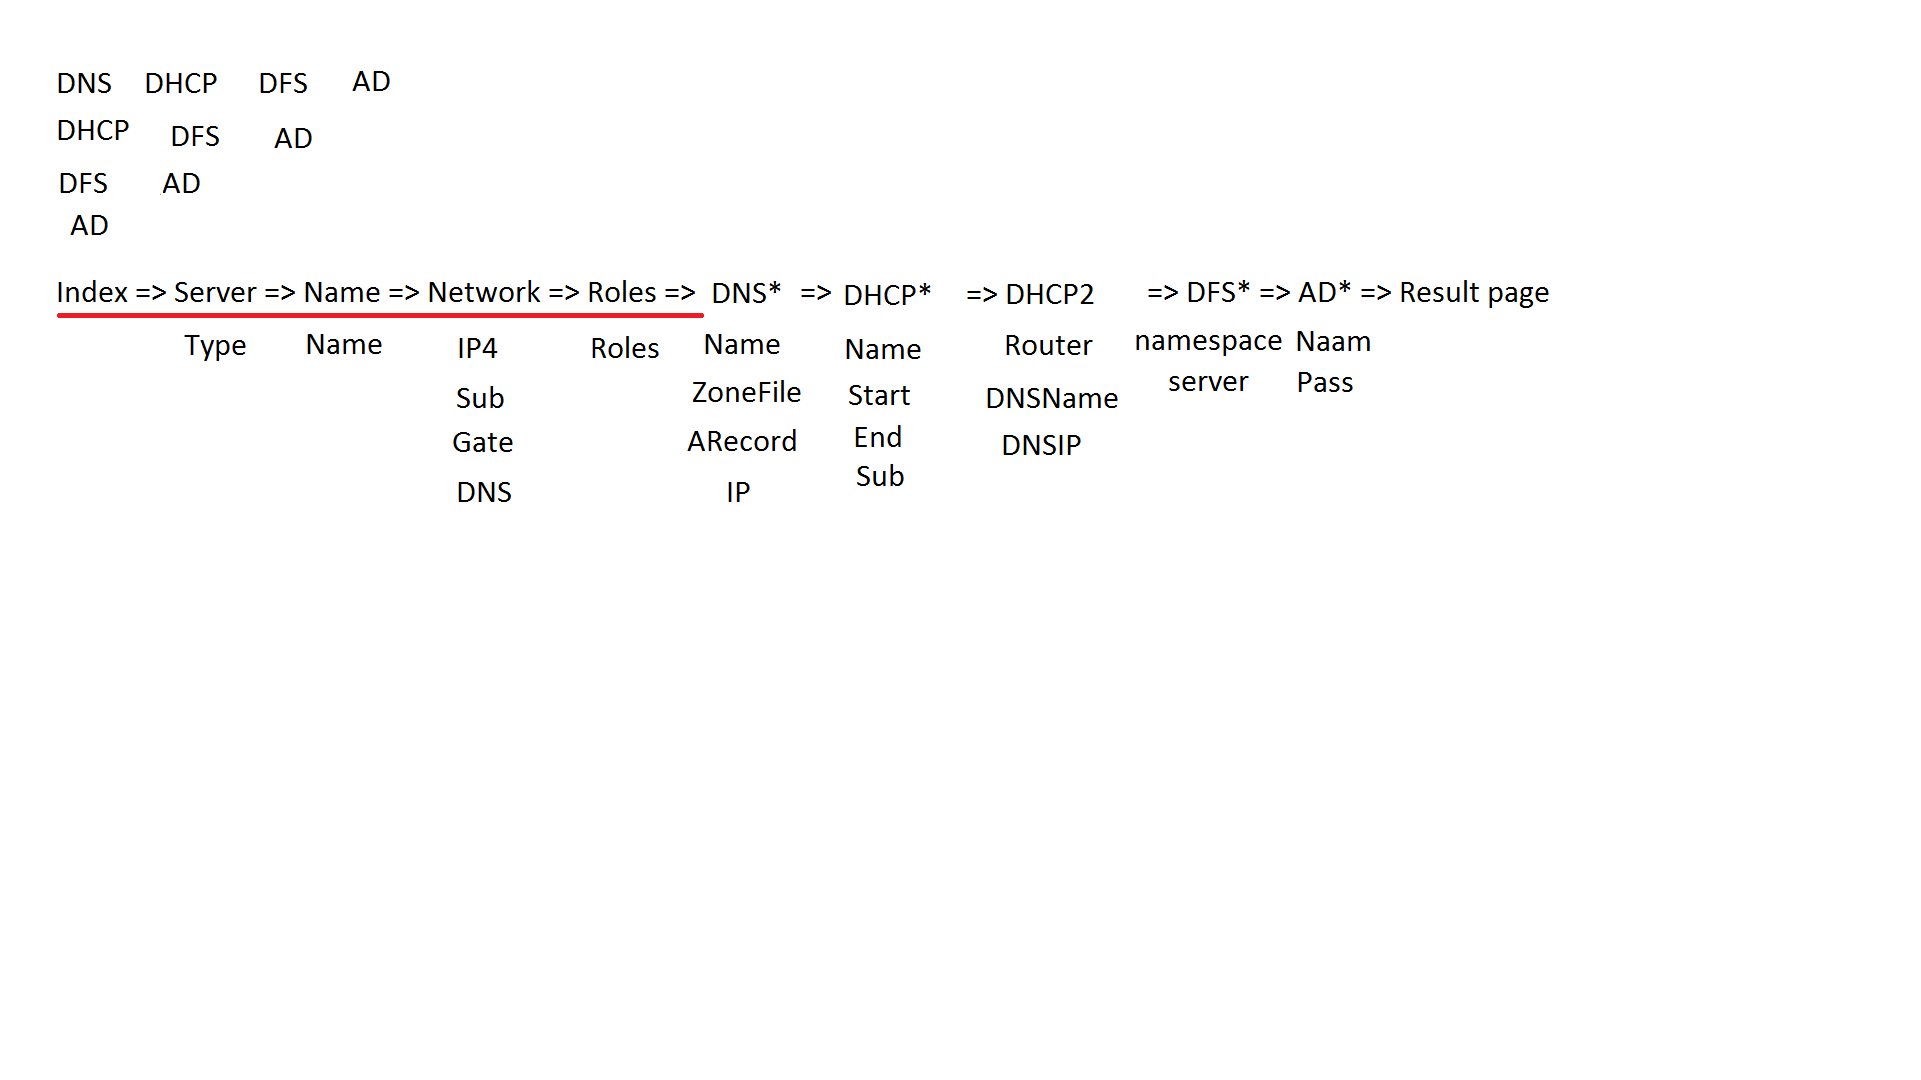 DNS DHCP DFS AD
DHCP DFS AD
DFS AD
AD
Index => Server => Name => Network => Roles => DNS* => DHCP* => DHCP2 => DFS* => AD* => Result page
Type Name IP4 Roles Name Name Router namespace Naam
Sub ZoneFile Start DNSName server Pass
Gate ARecord End DNSIP
DNS IP Sub